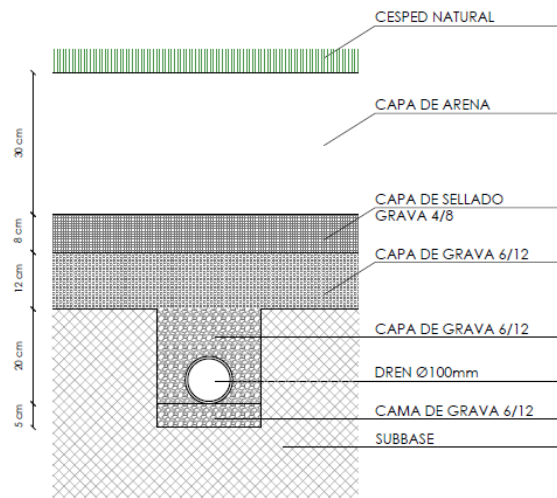 CESPED NATURAL
CAPA DE ARENA
30 cm
CAPA DE SELLADO
GRAVA 4/8
8 cm
CAPA DE GRAVA 6/12
12 cm
CAPA DE GRAVA 6/12
20 cm
DREN Ø100mm
CAMA DE GRAVA 6/12
5 cm
SUBBASE